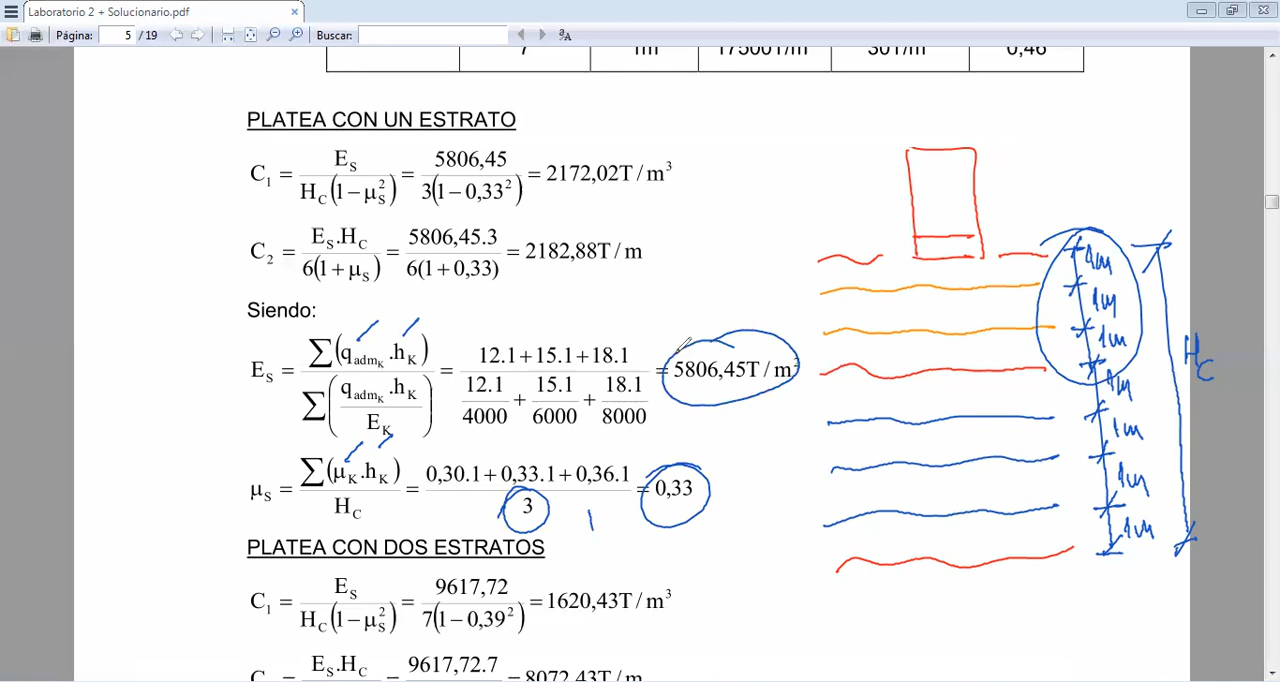 Laboratorio 2 + Solucionario.pdf
Página: 5 / 19 Buscar:
7 1m 17500T/m 30T/m 0,46
PLATEA CON UN ESTRATO
C₁ = E_S / H_C(1−μ_S²) = 5806,45 / 3(1−0,33²) = 2172,02T / m³
C₂ = E_S.H_C / 6(1+μ_S) = 5806,45.3 / 6(1+0,33) = 2182,88T / m
Siendo:
E_S = ∑(q_admK .h_K) / ∑(q_admK .h_K / E_K) = (12.1+15.1+18.1) / (12.1/4000 + 15.1/6000 + 18.1/8000) = 5806,45T / m²
μ_S = ∑(μ_K .h_K) / H_C = (0,30.1+0,33.1+0,36.1) / 3 = 0,33
PLATEA CON DOS ESTRATOS
C₁ = E_S / H_C(1−μ_S²) = 9617,72 / 7(1−0,39²) = 1620,43T / m³
C = E_S.H_C = 9617,72.7 = 8072,43T / m
1m
1m
1m
1m
1m
1m
1m
H_C